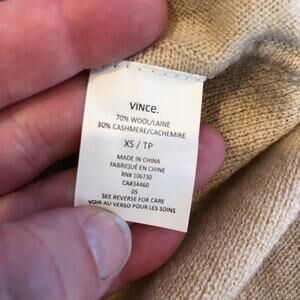 VINCE.
70% WOOL/LAINE
30% CASHMERE/CACHEMIRE
XS / TP
MADE IN CHINA
FABRIQUE EN CHINE
RN# 106730
CA#34460
05
SEE REVERSE FOR CARE
VOIR AU VERSO POUR LES SOINS